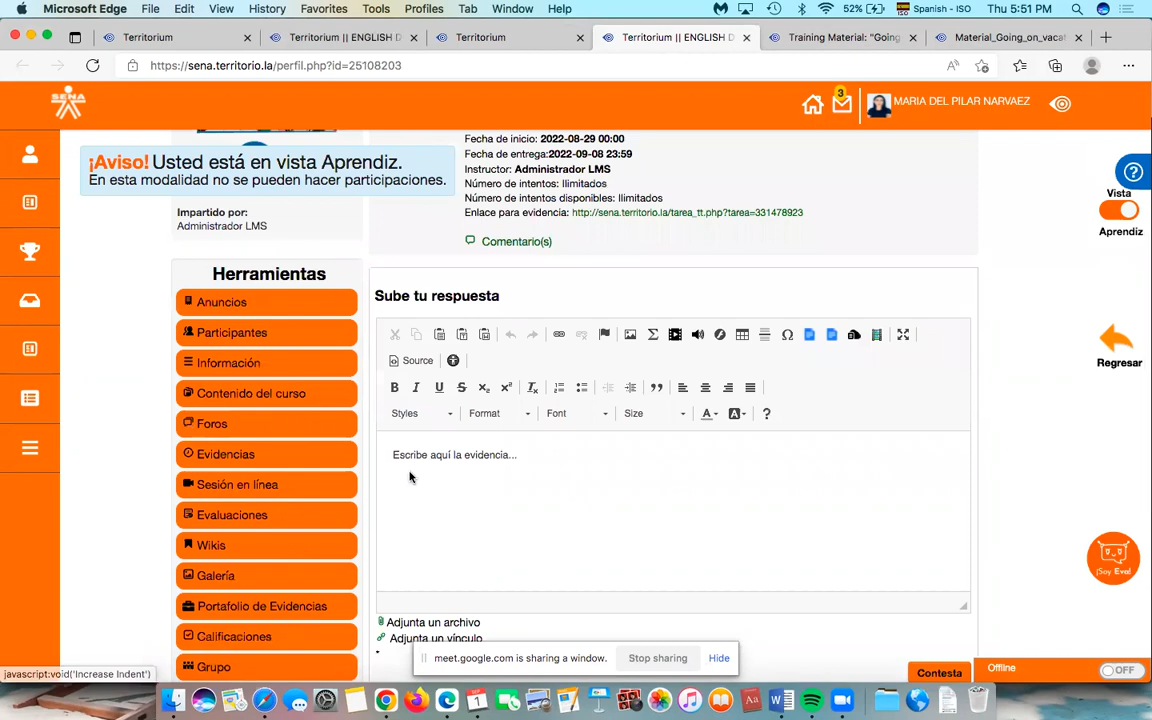 Microsoft Edge File Edit View History Favorites Tools Profiles Tab Window Help 52% Spanish - ISO Thu 5:51 PM
Territorium Territorium || ENGLISH D Territorium Territorium || ENGLISH D Training Material: "Going Material_Going_on_vacat
https://sena.territorio.la/perfil.php?id=25108203
SENA
3
MARIA DEL PILAR NARVAEZ
¡Aviso! Usted está en vista Aprendiz.
En esta modalidad no se pueden hacer participaciones.
Fecha de inicio: 2022-08-29 00:00
Fecha de entrega:2022-09-08 23:59
Instructor: Administrador LMS
Número de intentos: Ilimitados
Número de intentos disponibles: Ilimitados
Enlace para evidencia: http://sena.territorio.la/tarea_tt.php?tarea=331478923
Comentario(s)
Impartido por:
Administrador LMS
Vista
Aprendiz
Regresar
¡Soy Eva!
Herramientas
Anuncios
Participantes
Información
Contenido del curso
Foros
Evidencias
Sesión en línea
Evaluaciones
Wikis
Galería
Portafolio de Evidencias
Calificaciones
Grupo
Sube tu respuesta
Source
Styles Format Font Size
Escribe aquí la evidencia...
Adjunta un archivo
Adjunta un vínculo
meet.google.com is sharing a window. Stop sharing Hide
javascript:void('Increase Indent')
Contesta
Offline OFF